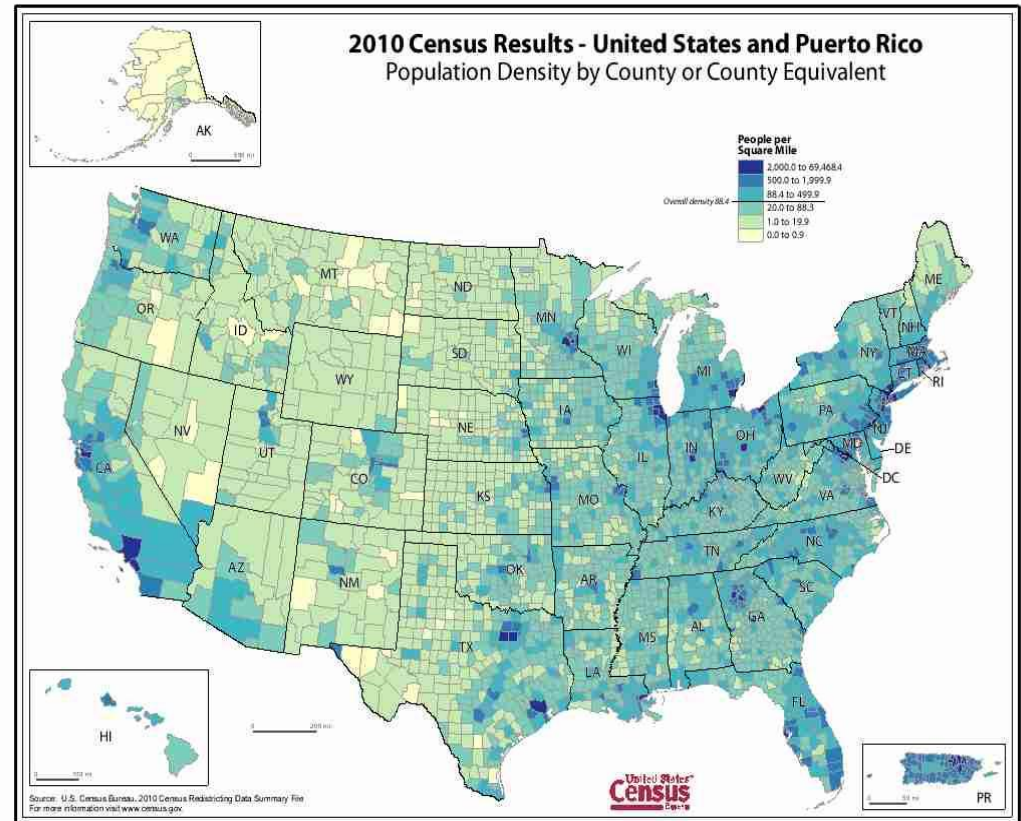 2010 Census Results - United States and Puerto Rico
Population Density by County or County Equivalent
AK
People per
Square Mile
2,000.0 to 69,468.4
500.0 to 1,999.9
88.4 to 499.9
Overall density 88.4
20.0 to 88.3
1.0 to 19.9
0.0 to 0.9
WA
MT
ND
MN
ME
OR
ID
SD
WI
MI
VT
NH
NY
MA
CT
RI
WY
IA
NE
PA
NJ
NV
UT
CO
IL
IN
OH
MD
DE
DC
CA
KS
MO
WV
VA
KY
NC
TN
AZ
NM
OK
AR
SC
TX
MS
AL
GA
LA
FL
HI
PR
United States
Census
Bureau
Source: U.S. Census Bureau, 2010 Census Redistricting Data Summary File
For more information visit www.census.gov.